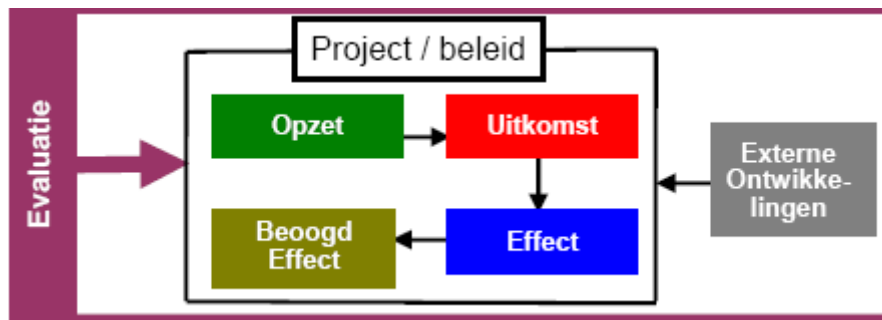 Evaluatie
Project / beleid
Opzet
Uitkomst
Beoogd
Effect
Effect
Externe
Ontwikke-
lingen